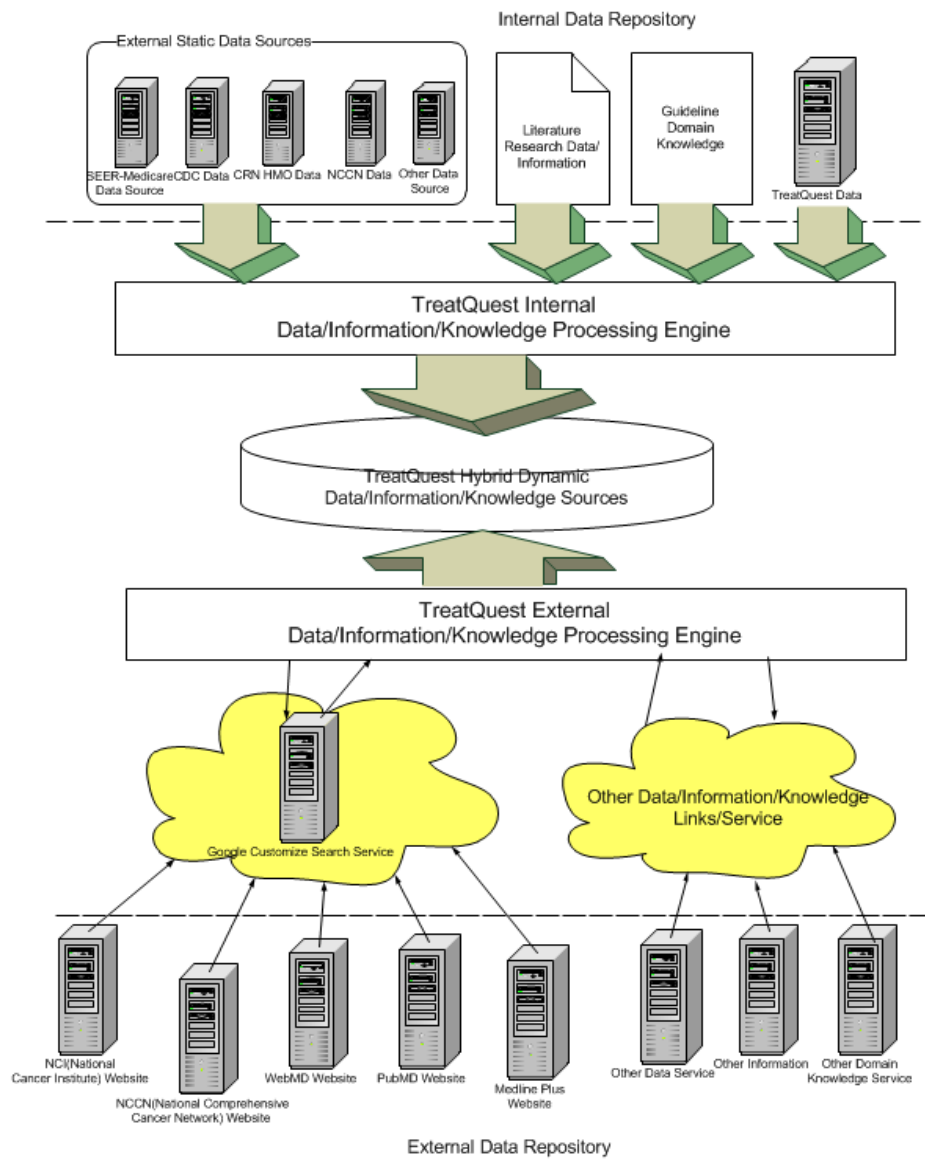 Internal Data Repository
External Static Data Sources
SEER-Medicare
Data Source
CDC Data
CRN HMO Data
NCCN Data
Other Data
Source
Literature
Research Data/
Information
Guideline
Domain
Knowledge
TreatQuest Data
TreatQuest Internal
Data/Information/Knowledge Processing Engine
TreatQuest Hybrid Dynamic
Data/Information/Knowledge Sources
TreatQuest External
Data/Information/Knowledge Processing Engine
Google Customize Search Service
Other Data/Information/Knowledge
Links/Service
NCI(National
Cancer Institute) Website
NCCN(National Comprehensive
Cancer Network) Website
WebMD Website
PubMD Website
Medline Plus
Website
Other Data Service
Other Information
Other Domain
Knowledge Service
External Data Repository